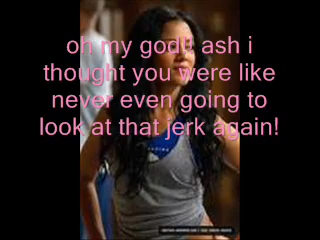 oh my god!! ash i
thought you were like
never even going to
look at that jerk again!